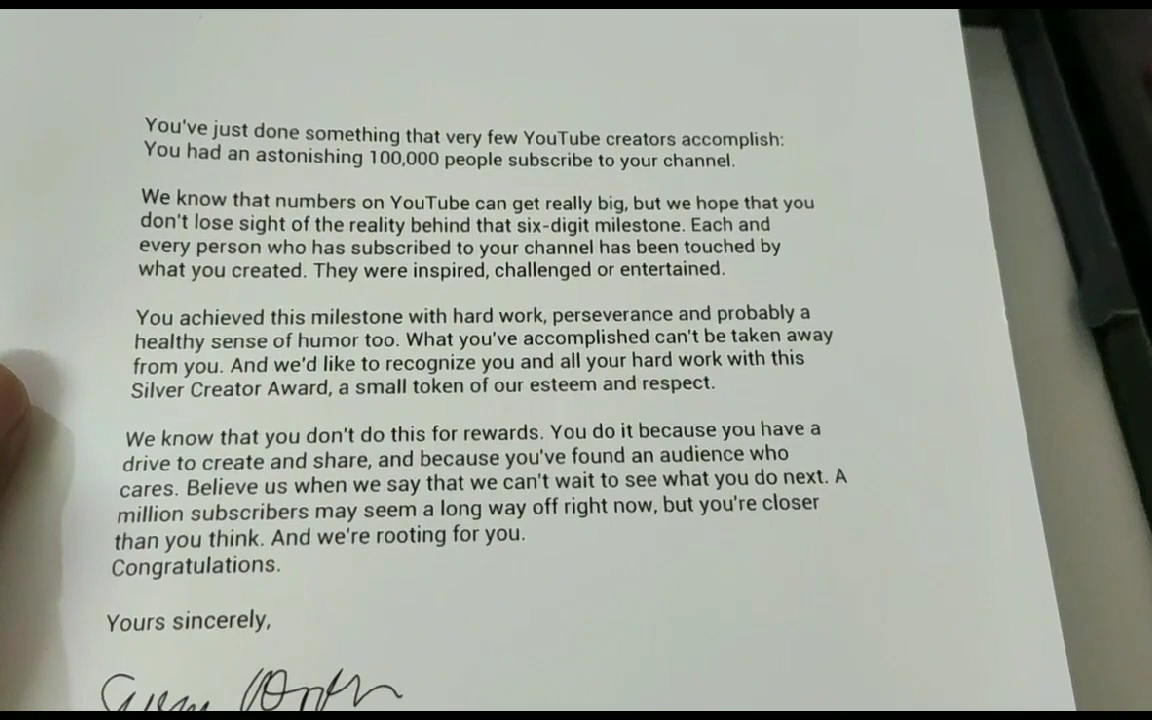 You've just done something that very few YouTube creators accomplish:
You had an astonishing 100,000 people subscribe to your channel.
We know that numbers on YouTube can get really big, but we hope that you
don't lose sight of the reality behind that six-digit milestone. Each and
every person who has subscribed to your channel has been touched by
what you created. They were inspired, challenged or entertained.
You achieved this milestone with hard work, perseverance and probably a
healthy sense of humor too. What you've accomplished can't be taken away
from you. And we'd like to recognize you and all your hard work with this
Silver Creator Award, a small token of our esteem and respect.
We know that you don't do this for rewards. You do it because you have a
drive to create and share, and because you've found an audience who
cares. Believe us when we say that we can't wait to see what you do next. A
million subscribers may seem a long way off right now, but you're closer
than you think. And we're rooting for you.
Congratulations.
Yours sincerely,